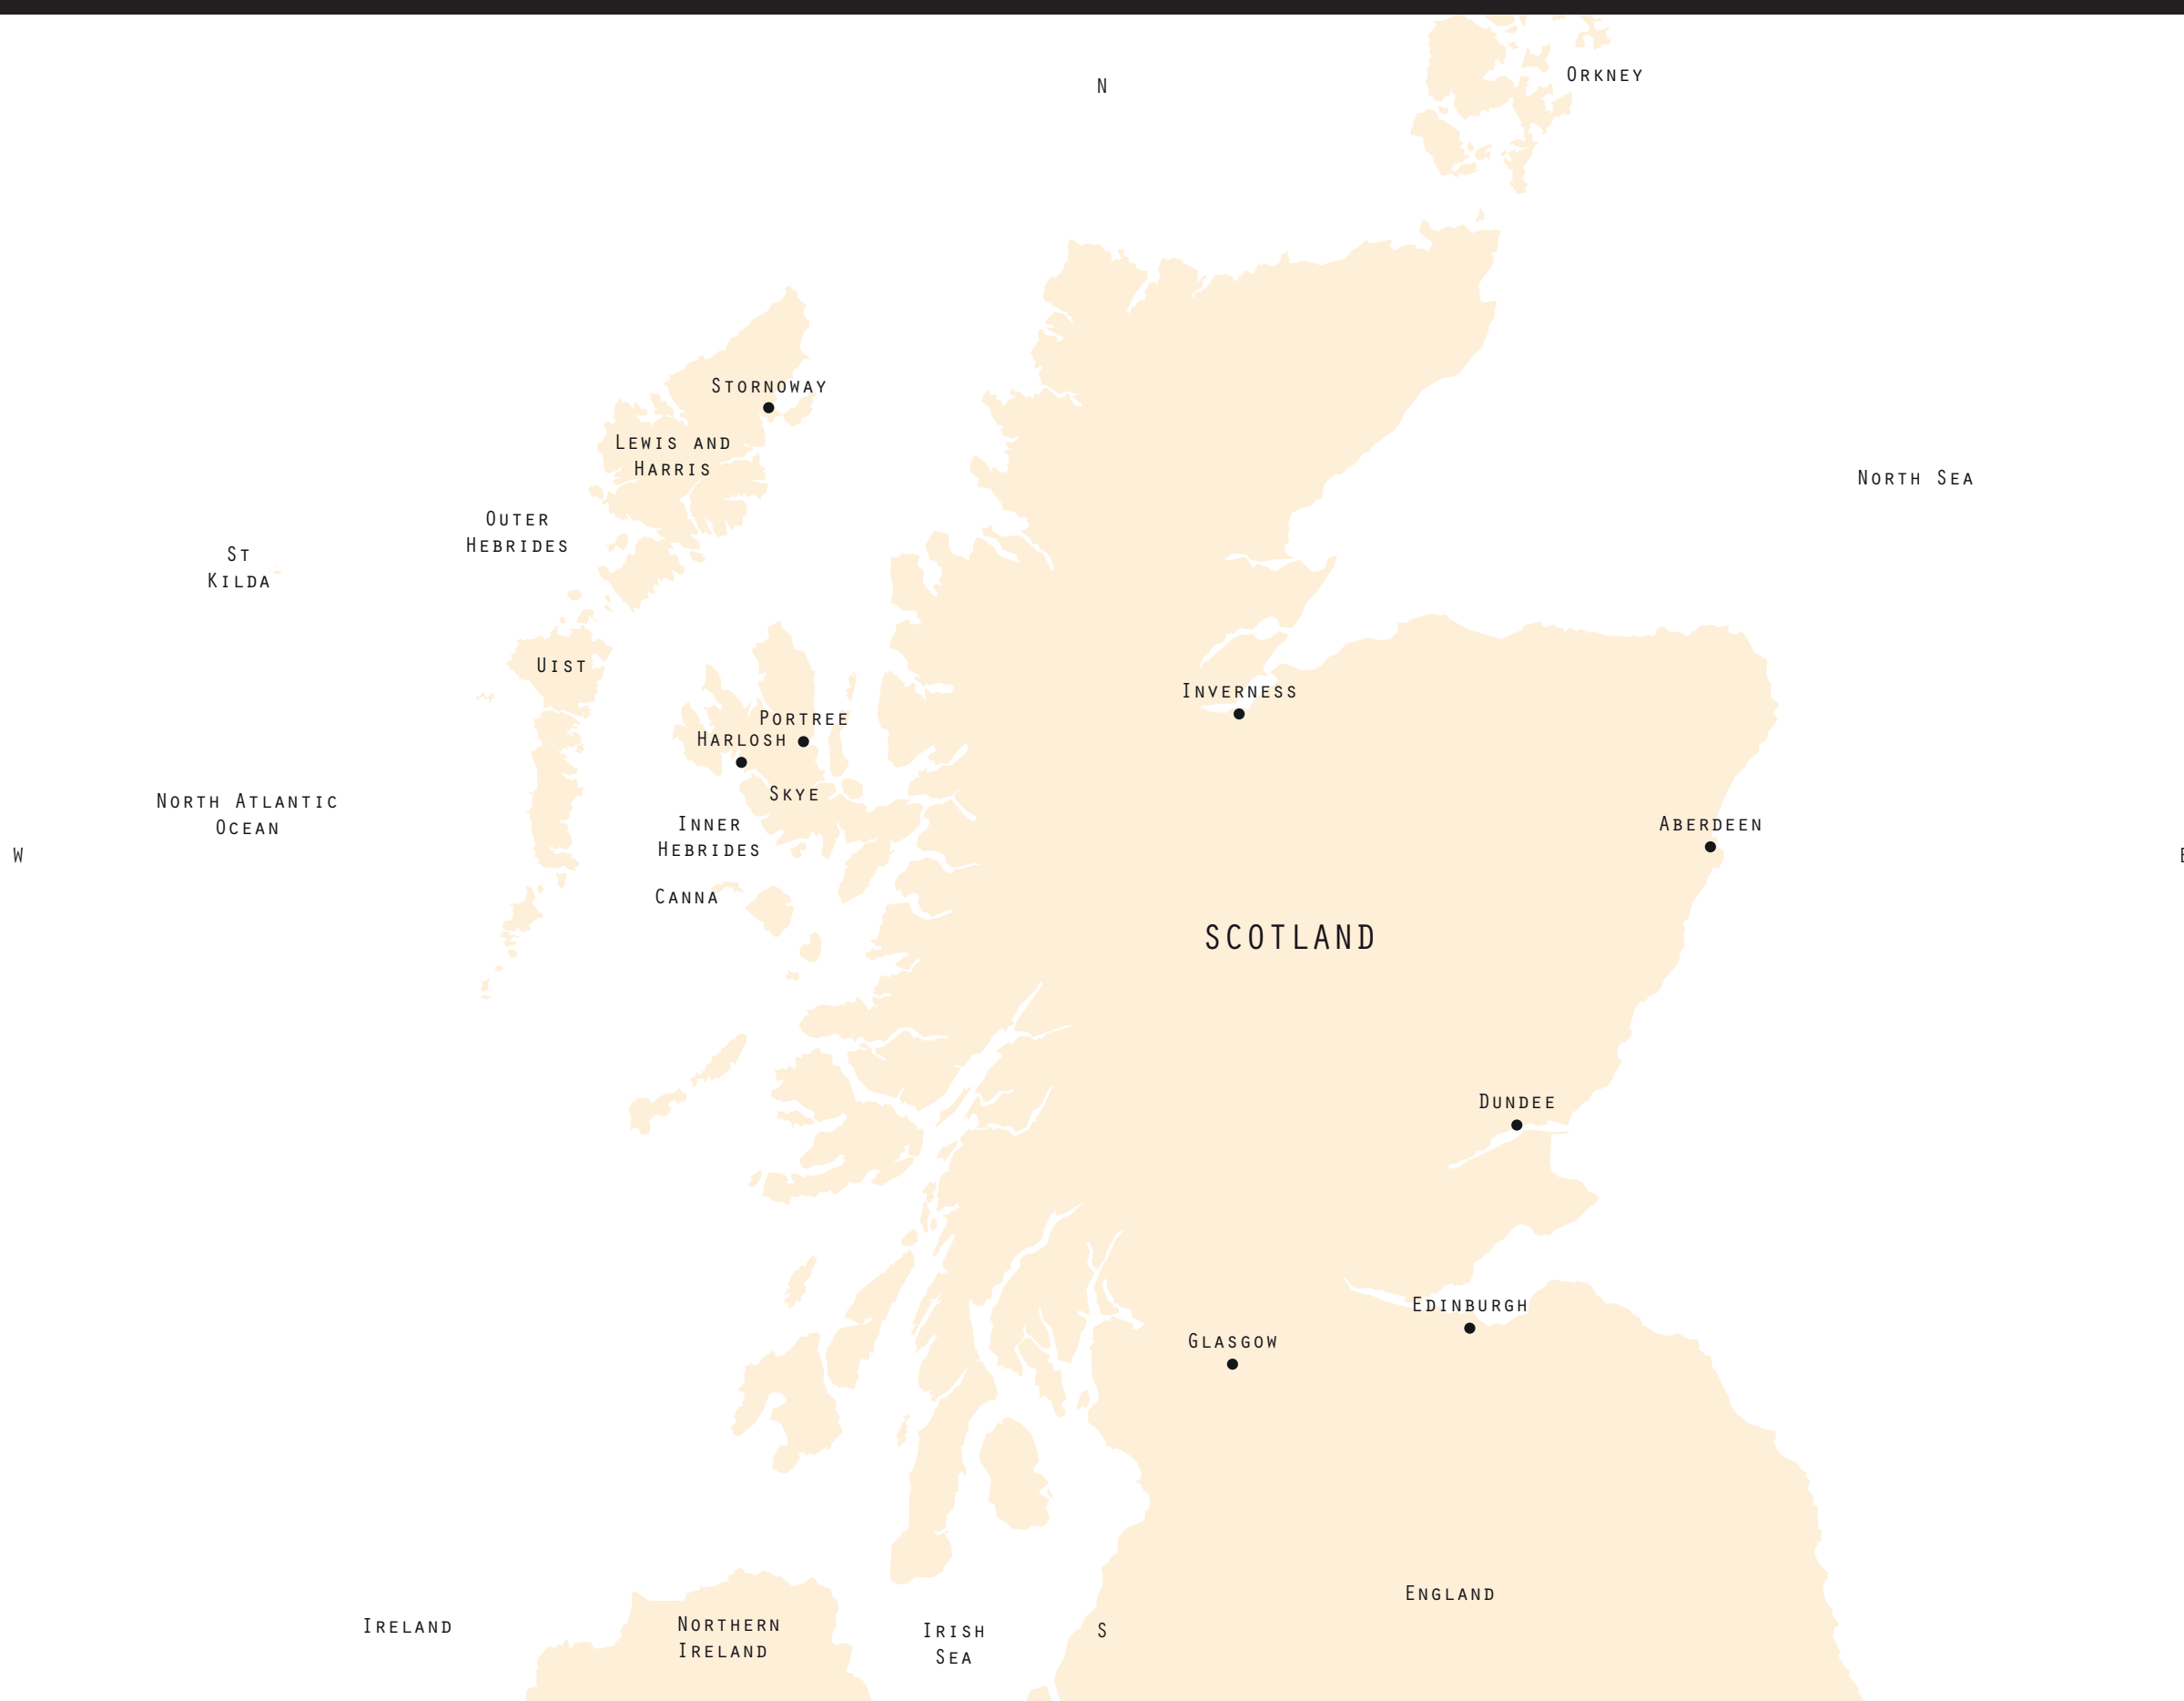 Orkney
N
Stornoway
Lewis and
Harris
North Sea
Outer
Hebrides
St
Kilda
Uist
Inverness
Portree
Harlosh
Skye
North Atlantic
Ocean
Inner
Hebrides
Aberdeen
W
E
Canna
SCOTLAND
Dundee
Edinburgh
Glasgow
England
Ireland
Northern
Ireland
Irish
Sea
S